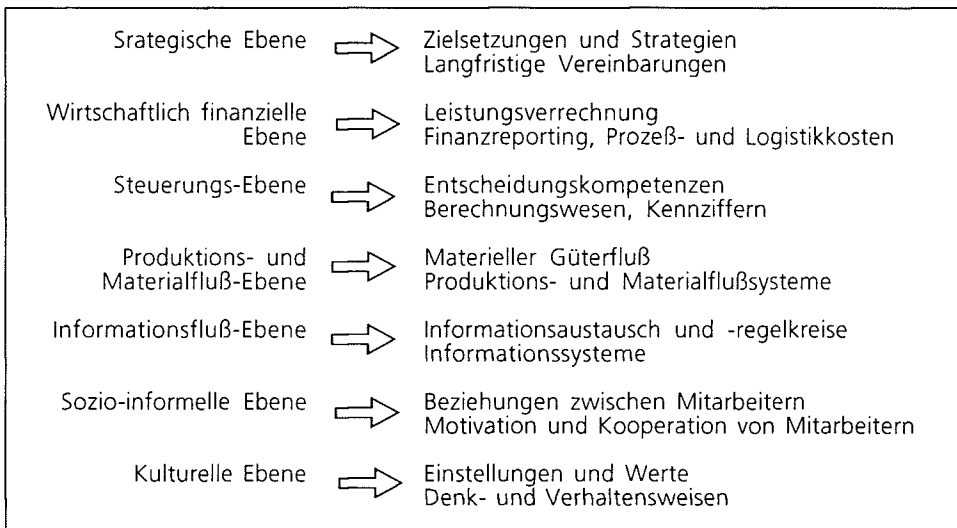 Srategische Ebene
Zielsetzungen und Strategien
Langfristige Vereinbarungen
Wirtschaftlich finanzielle
Ebene
Leistungsverrechnung
Finanzreporting, Prozeß- und Logistikkosten
Steuerungs-Ebene
Entscheidungskompetenzen
Berechnungswesen, Kennziffern
Produktions- und
Materialfluß-Ebene
Materieller Güterfluß
Produktions- und Materialflußsysteme
Informationsfluß-Ebene
Informationsaustausch und -regelkreise
Informationssysteme
Sozio-informelle Ebene
Beziehungen zwischen Mitarbeitern
Motivation und Kooperation von Mitarbeitern
Kulturelle Ebene
Einstellungen und Werte
Denk- und Verhaltensweisen